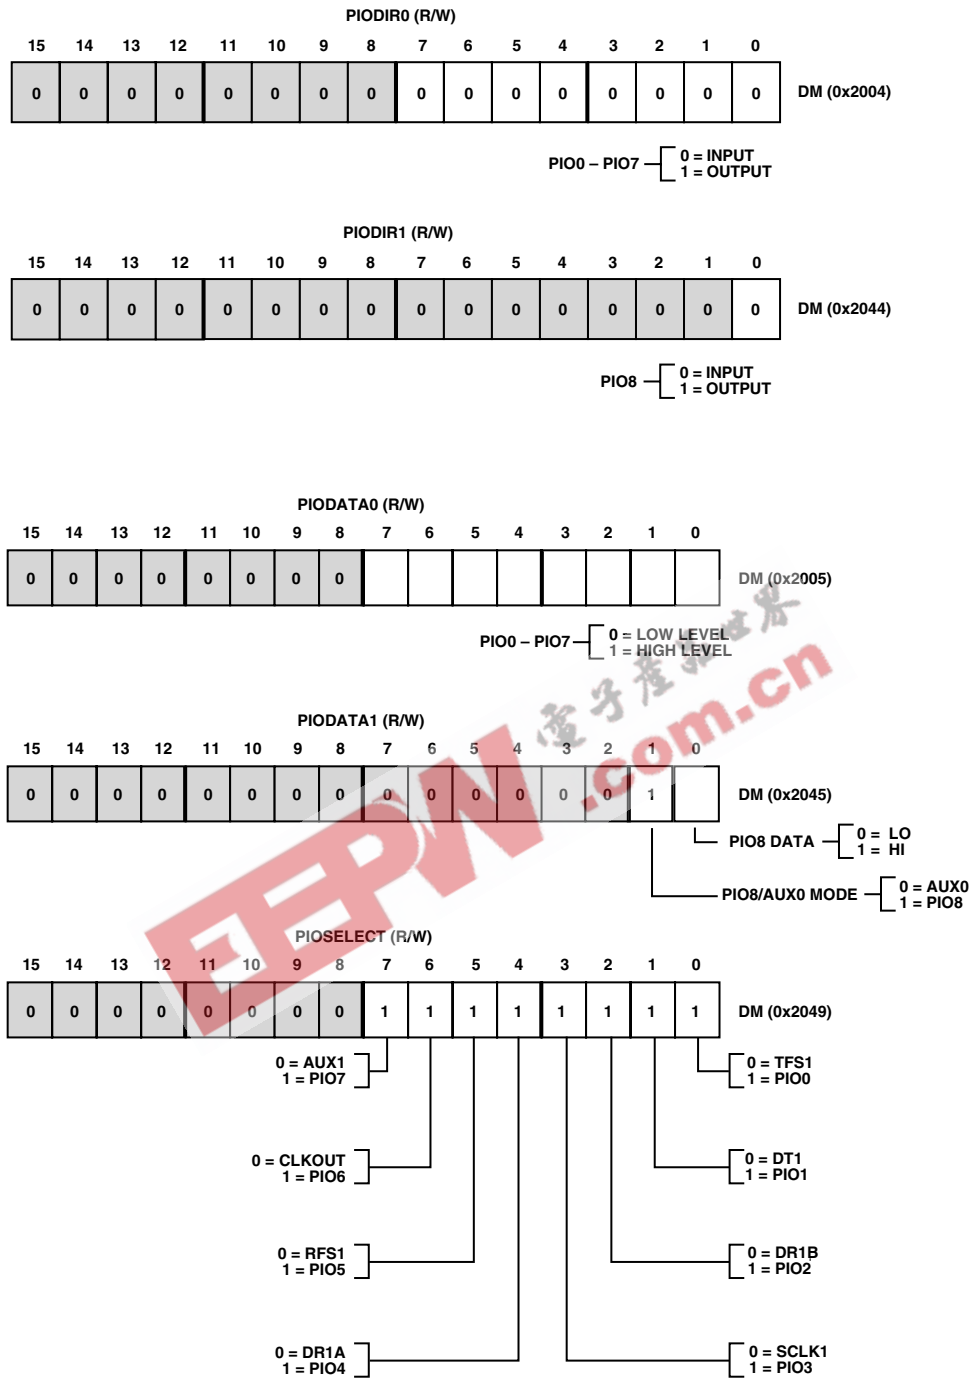 PIODIR0 (R/W)
15 14 13 12 11 10 9 8 7 6 5 4 3 2 1 0
0 0 0 0 0 0 0 0 0 0 0 0 0 0 0 0 DM (0x2004)
PIO0 – PIO7 0 = INPUT
1 = OUTPUT
PIODIR1 (R/W)
15 14 13 12 11 10 9 8 7 6 5 4 3 2 1 0
0 0 0 0 0 0 0 0 0 0 0 0 0 0 0 0 DM (0x2044)
PIO8 0 = INPUT
1 = OUTPUT
PIODATA0 (R/W)
15 14 13 12 11 10 9 8 7 6 5 4 3 2 1 0
0 0 0 0 0 0 0 0 DM (0x2005)
PIO0 – PIO7 0 = LOW LEVEL
1 = HIGH LEVEL
電子產品世界
EEPW.com.cn
PIODATA1 (R/W)
15 14 13 12 11 10 9 8 7 6 5 4 3 2 1 0
0 0 0 0 0 0 0 0 0 0 0 0 0 0 1 DM (0x2045)
PIO8 DATA 0 = LO
1 = HI
PIO8/AUX0 MODE 0 = AUX0
1 = PIO8
PIOSELECT (R/W)
15 14 13 12 11 10 9 8 7 6 5 4 3 2 1 0
0 0 0 0 0 0 0 0 1 1 1 1 1 1 1 1 DM (0x2049)
0 = AUX1
1 = PIO7
0 = TFS1
1 = PIO0
0 = CLKOUT
1 = PIO6
0 = DT1
1 = PIO1
0 = RFS1
1 = PIO5
0 = DR1B
1 = PIO2
0 = DR1A
1 = PIO4
0 = SCLK1
1 = PIO3